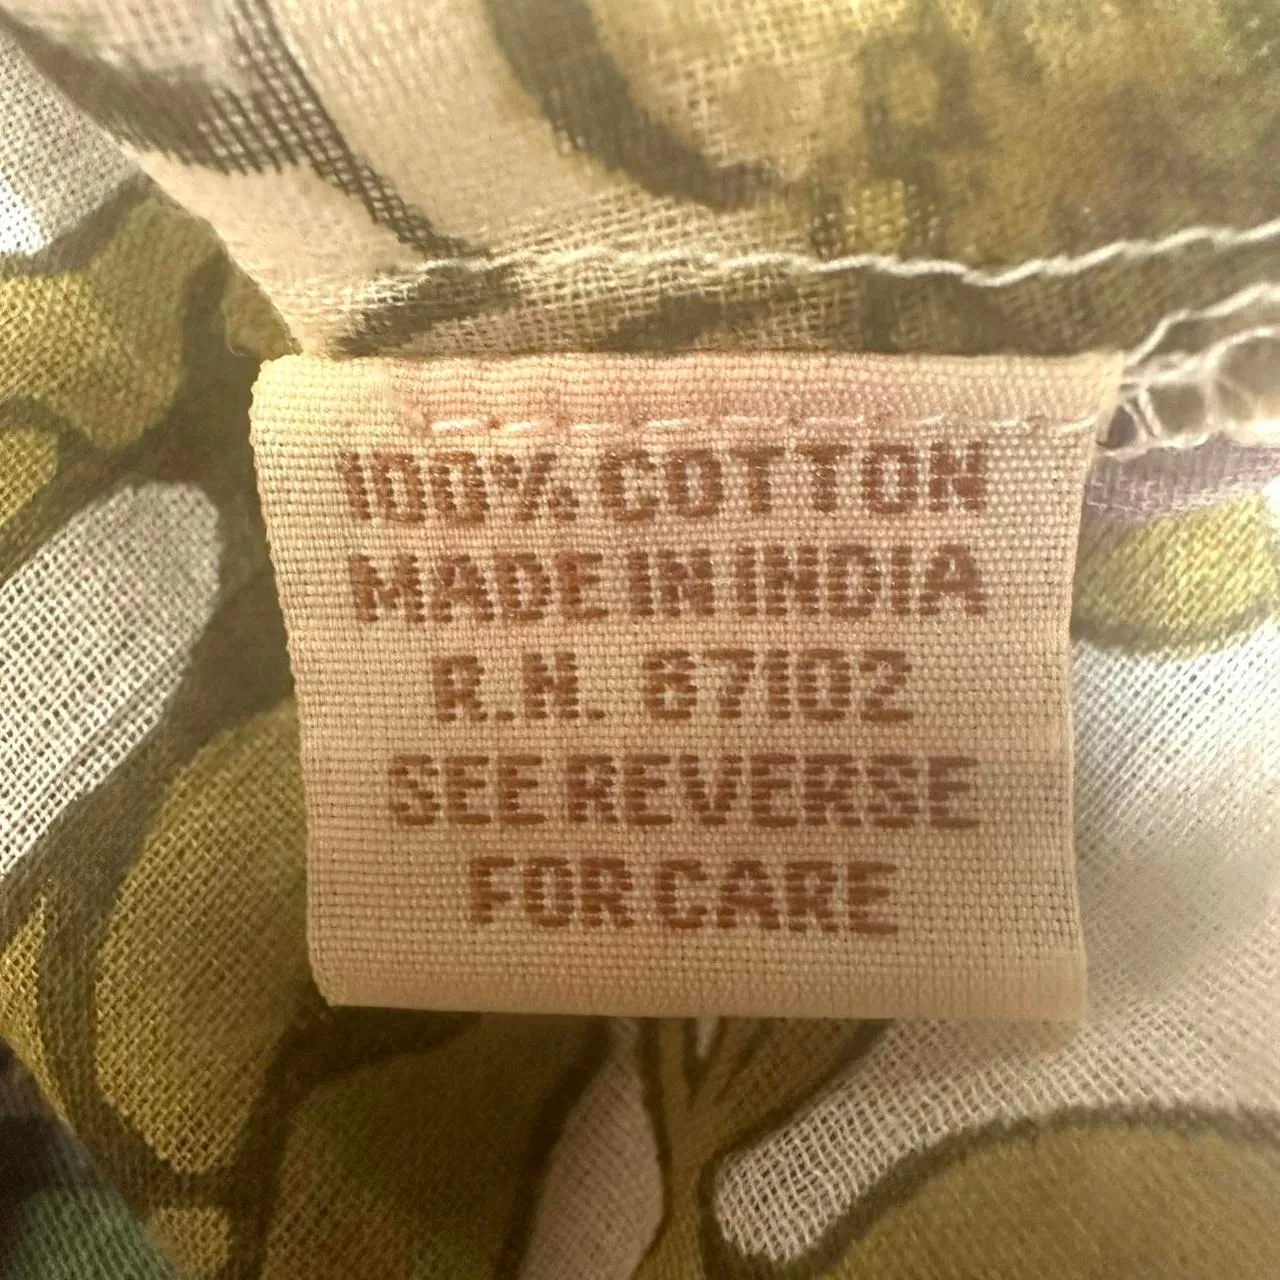 100% COTTON
MADE IN INDIA
R.N. 67102
SEE REVERSE
FOR CARE